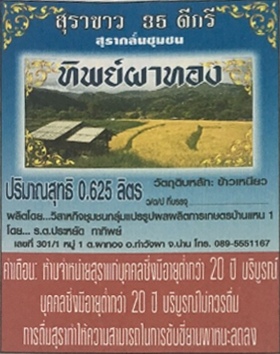 สุราขาว 35 ดีกรี
สุรากลั่นชุมชน
ทิพย์ผาทอง
ปริมาณสุทธิ 0.625 ลิตร
วัตถุดิบหลัก: ข้าวเหนียว
ว/ด/ป ที่บรรจุ
ผลิตโดย...วิสาหกิจชุมชนกลุ่มแปรรูปผลผลิตการเกษตรบ้านแหน 1
โดย... ร.ต.ประหยัด ทาทิพย์
เลขที่ 301/1 หมู่ 1 ต.ผาทอง อ.ท่าวังผา จ.น่าน โทร. 089-5551167
คำเตือน: ห้ามจำหน่ายสุราแก่บุคคลซึ่งมีอายุต่ำกว่า 20 ปี บริบูรณ์
บุคคลซึ่งมีอายุต่ำกว่า 20 ปี บริบูรณ์ไม่ควรดื่ม
การดื่มสุราทำให้ความสามารถในการขับขี่ยานพาหนะลดลง